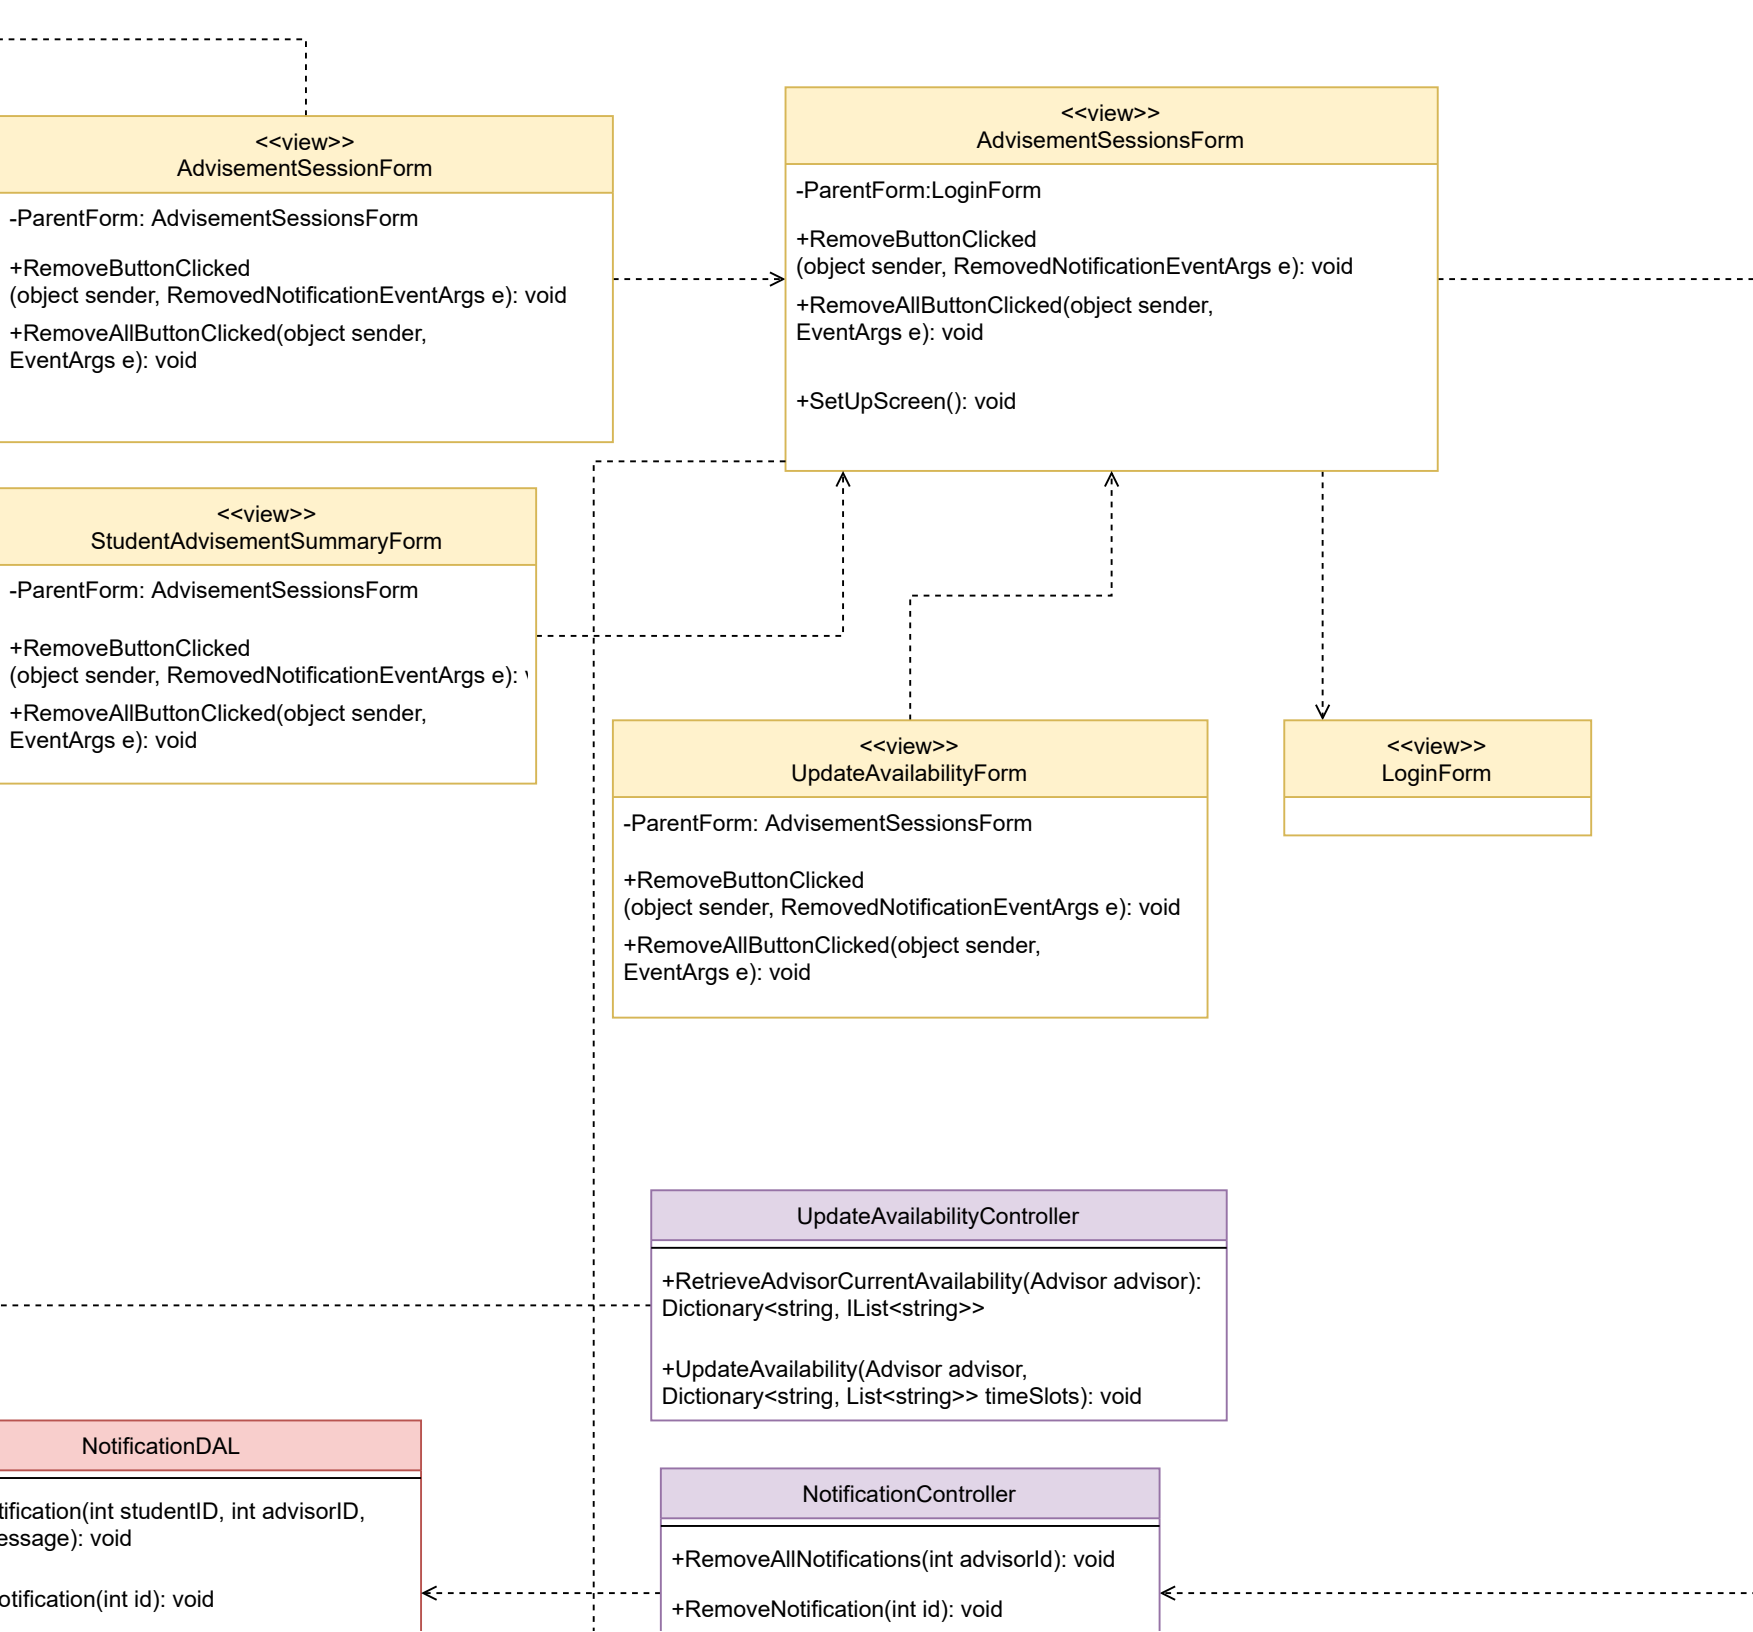 <<view>>
AdvisementSessionForm
-ParentForm: AdvisementSessionsForm
+RemoveButtonClicked
(object sender, RemovedNotificationEventArgs e): void
+RemoveAllButtonClicked(object sender,
EventArgs e): void
<<view>>
AdvisementSessionsForm
-ParentForm:LoginForm
+RemoveButtonClicked
(object sender, RemovedNotificationEventArgs e): void
+RemoveAllButtonClicked(object sender,
EventArgs e): void
+SetUpScreen(): void
<<view>>
StudentAdvisementSummaryForm
-ParentForm: AdvisementSessionsForm
+RemoveButtonClicked
(object sender, RemovedNotificationEventArgs e):
+RemoveAllButtonClicked(object sender,
EventArgs e): void
<<view>>
UpdateAvailabilityForm
-ParentForm: AdvisementSessionsForm
+RemoveButtonClicked
(object sender, RemovedNotificationEventArgs e): void
+RemoveAllButtonClicked(object sender,
EventArgs e): void
<<view>>
LoginForm
UpdateAvailabilityController
+RetrieveAdvisorCurrentAvailability(Advisor advisor):
Dictionary<string, IList<string>>
+UpdateAvailability(Advisor advisor,
Dictionary<string, List<string>> timeSlots): void
NotificationDAL
tification(int studentID, int advisorID,
essage): void
otification(int id): void
NotificationController
+RemoveAllNotifications(int advisorId): void
+RemoveNotification(int id): void